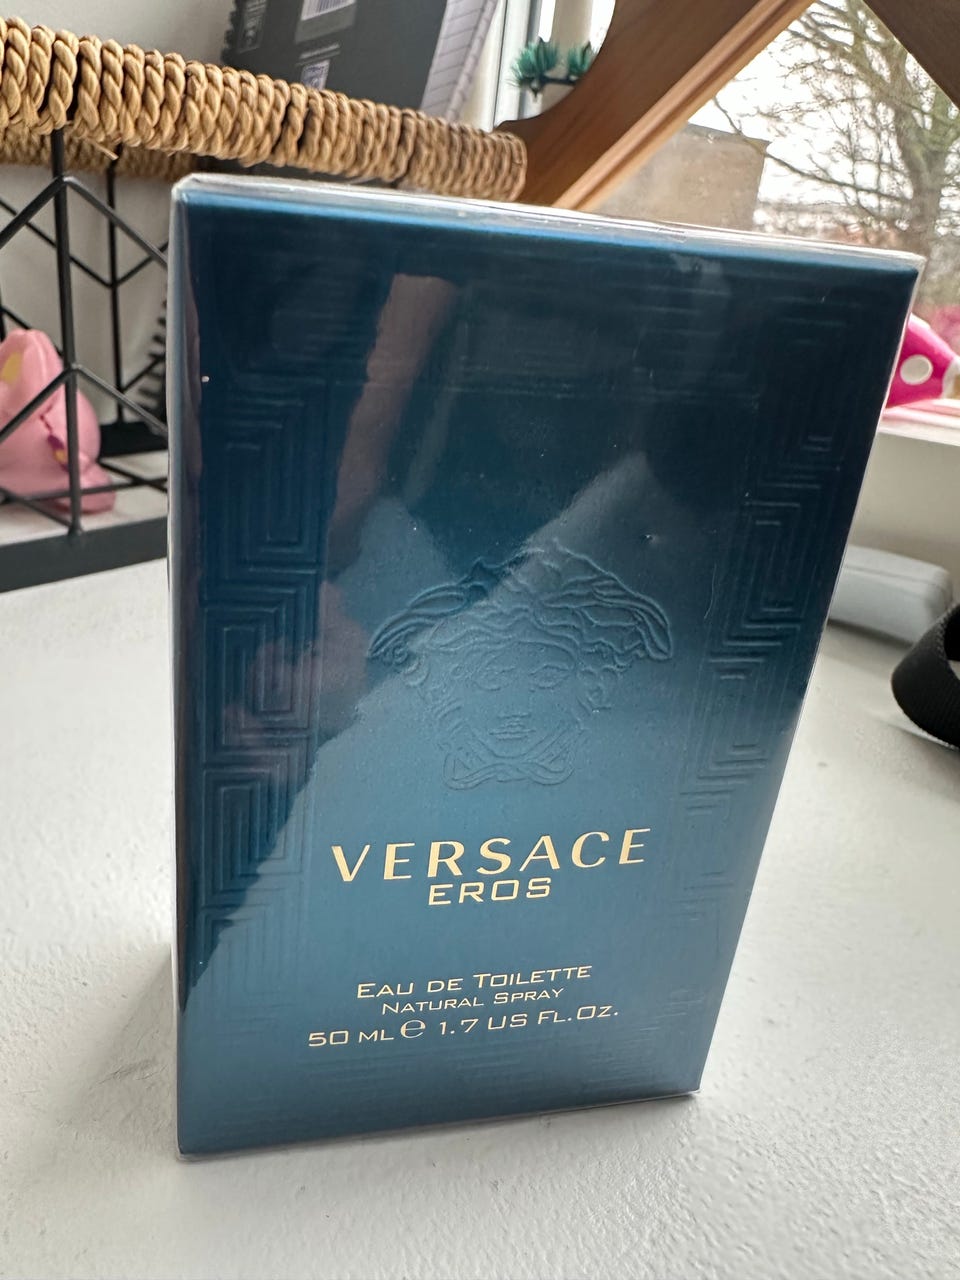 VERSACE
EROS
EAU DE TOILETTE
NATURAL SPRAY
50 ML ℮ 1.7 US FL.OZ.